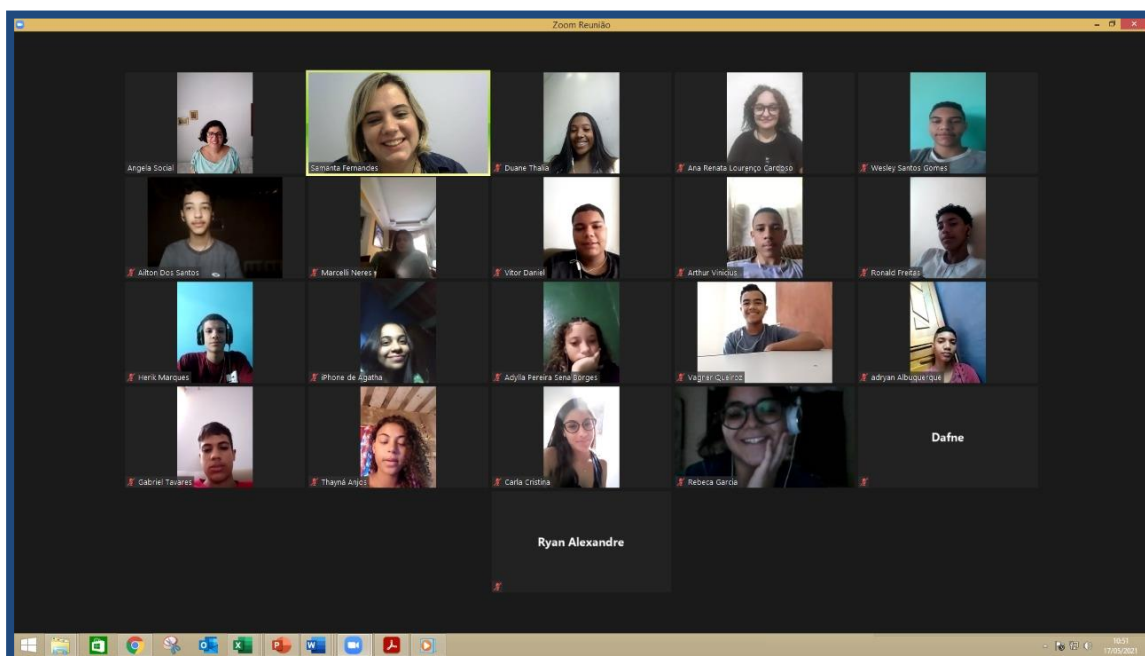 Zoom Reunião
Angela Social
Samanta Fernandes
Duane Thalia
Ana Renata Lourenço Cardoso
Wesley Santos Gomes
Ailton Dos Santos
Marcelli Neres
Vitor Daniel
Arthur Vinicius
Ronald Freitas
Herik Marques
iPhone de Agatha
Adylla Pereira Sena Borges
Vagner Queiroz
adryan Albuquerque
Gabriel Tavares
Thayná Anjos
Carla Cristina
Rebeca Garcia
Dafne
Ryan Alexandre
10:51
17/05/2021